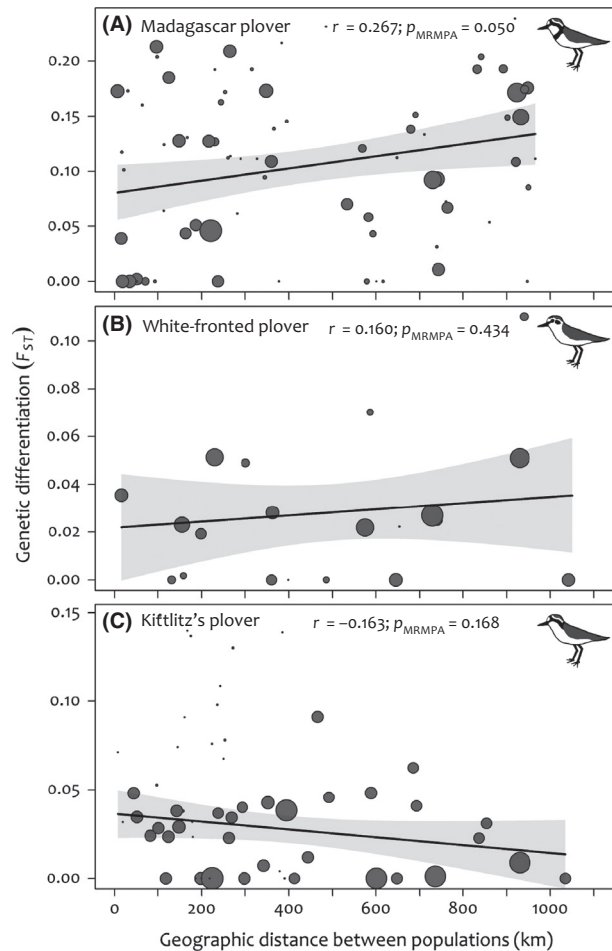 (A) Madagascar plover r = 0.267; pMRMPA = 0.050
0.20
0.15
0.10
0.05
0.00
(B) White-fronted plover r = 0.160; pMRMPA = 0.434
0.10
0.08
0.06
0.04
0.02
0.00
Genetic differentiation (FST)
(C) Kittlitz's plover r = –0.163; pMRMPA = 0.168
0.15
0.10
0.05
0.00
0 200 400 600 800 1000
Geographic distance between populations (km)